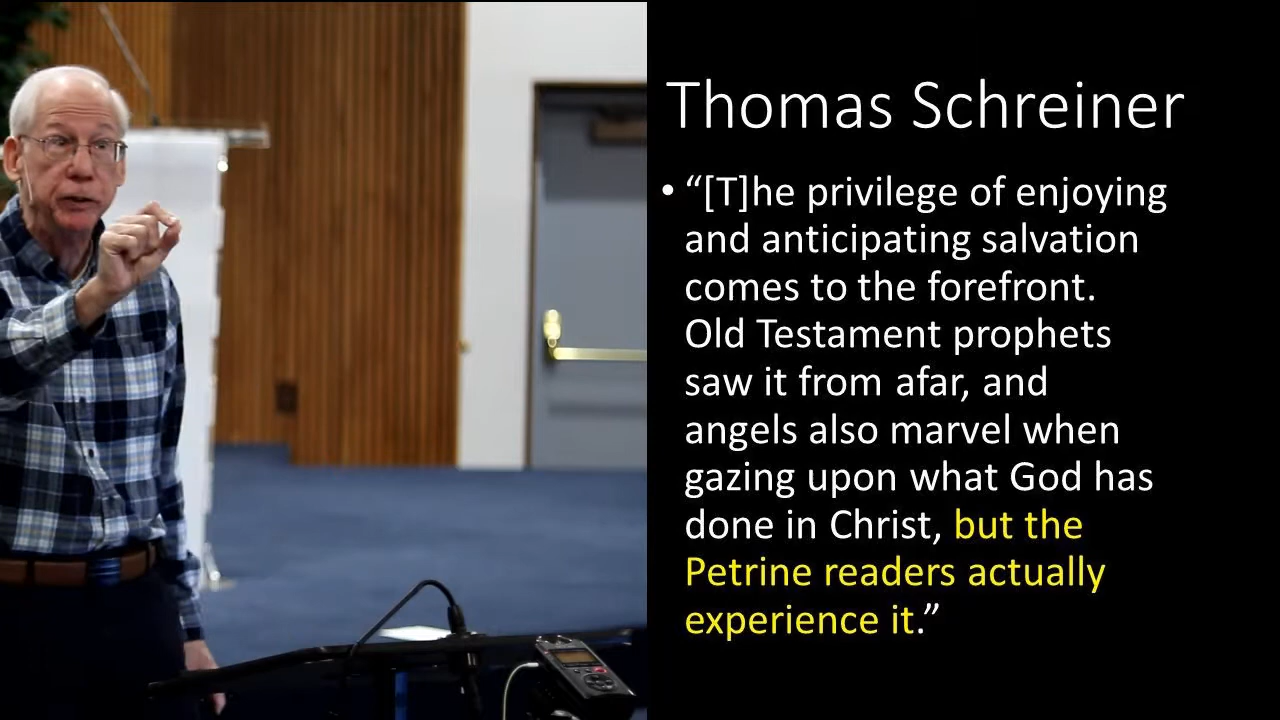 Thomas Schreiner
• “[T]he privilege of enjoying
and anticipating salvation
comes to the forefront.
Old Testament prophets
saw it from afar, and
angels also marvel when
gazing upon what God has
done in Christ, but the
Petrine readers actually
experience it.”